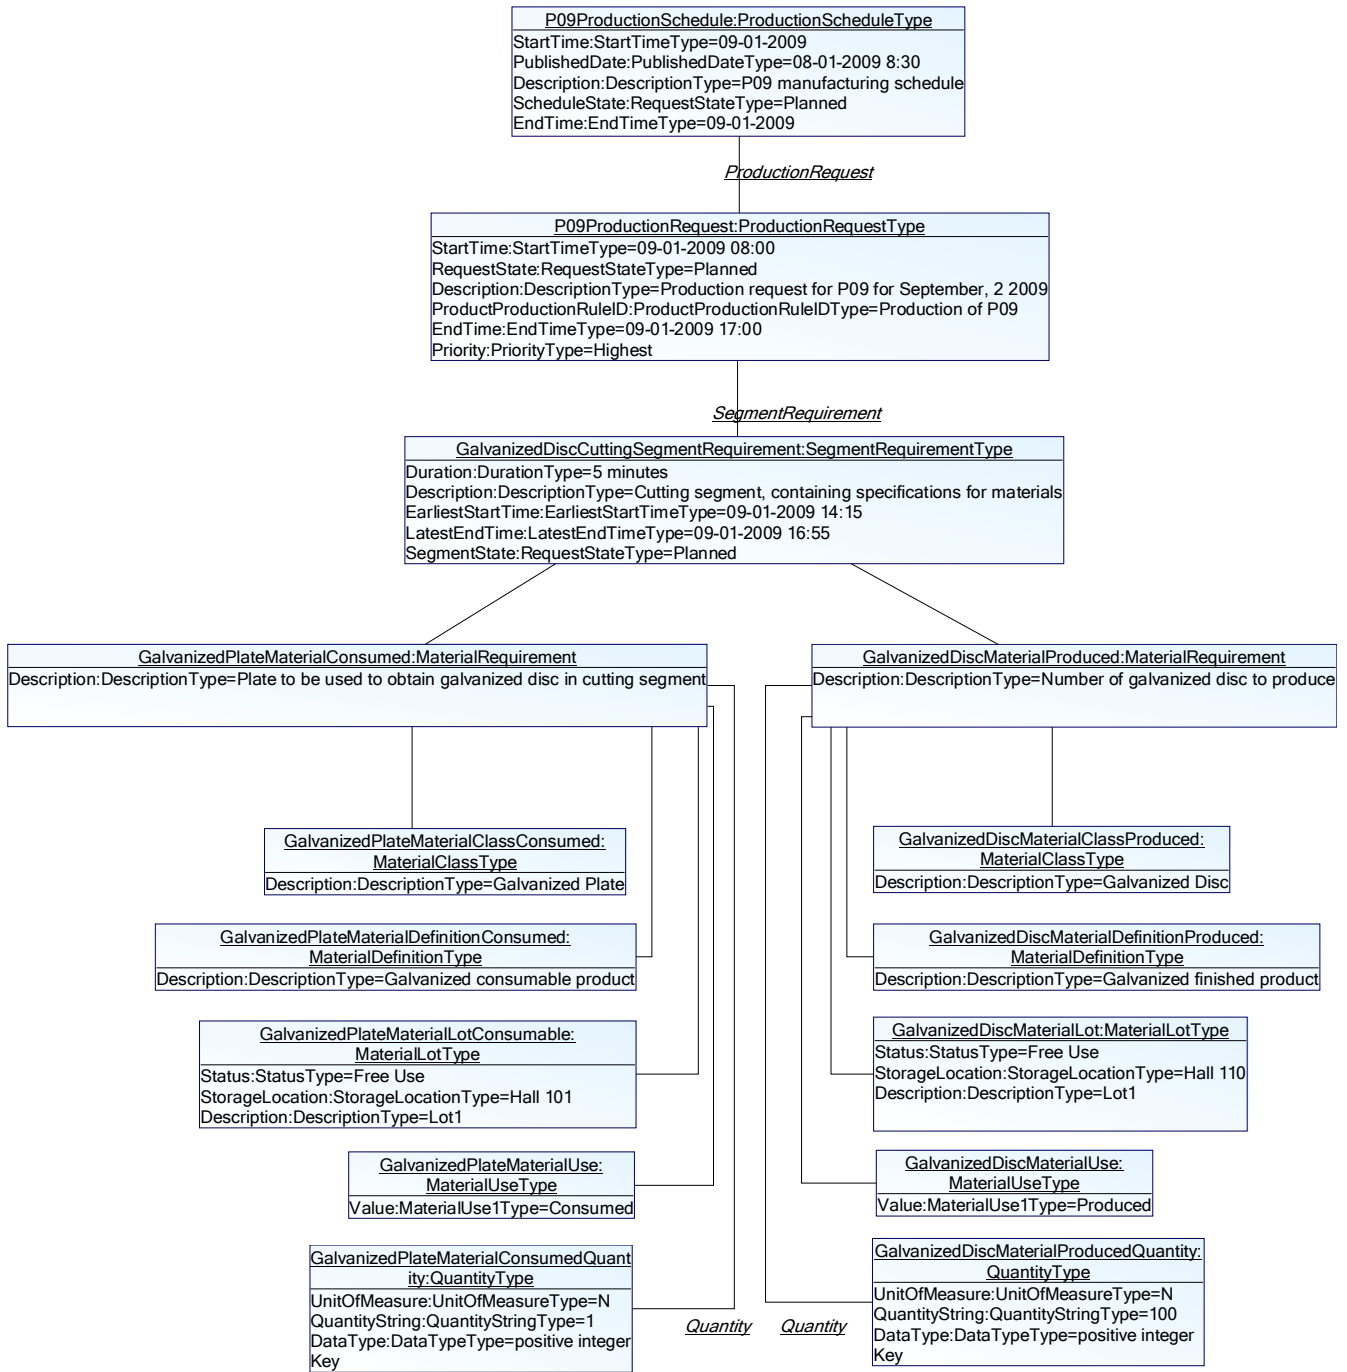 P09ProductionSchedule:ProductionScheduleType
StartTime:StartTimeType=09-01-2009
PublishedDate:PublishedDateType=08-01-2009 8:30
Description:DescriptionType=P09 manufacturing schedule
ScheduleState:RequestStateType=Planned
EndTime:EndTimeType=09-01-2009
ProductionRequest
P09ProductionRequest:ProductionRequestType
StartTime:StartTimeType=09-01-2009 08:00
RequestState:RequestStateType=Planned
Description:DescriptionType=Production request for P09 for September, 2 2009
ProductProductionRuleID:ProductProductionRuleIDType=Production of P09
EndTime:EndTimeType=09-01-2009 17:00
Priority:PriorityType=Highest
SegmentRequirement
GalvanizedDiscCuttingSegmentRequirement:SegmentRequirementType
Duration:DurationType=5 minutes
Description:DescriptionType=Cutting segment, containing specifications for materials
EarliestStartTime:EarliestStartTimeType=09-01-2009 14:15
LatestEndTime:LatestEndTimeType=09-01-2009 16:55
SegmentState:RequestStateType=Planned
GalvanizedPlateMaterialConsumed:MaterialRequirement
Description:DescriptionType=Plate to be used to obtain galvanized disc in cutting segment
GalvanizedDiscMaterialProduced:MaterialRequirement
Description:DescriptionType=Number of galvanized disc to produce
GalvanizedPlateMaterialClassConsumed:
MaterialClassType
Description:DescriptionType=Galvanized Plate
GalvanizedDiscMaterialClassProduced:
MaterialClassType
Description:DescriptionType=Galvanized Disc
GalvanizedPlateMaterialDefinitionConsumed:
MaterialDefinitionType
Description:DescriptionType=Galvanized consumable product
GalvanizedDiscMaterialDefinitionProduced:
MaterialDefinitionType
Description:DescriptionType=Galvanized finished product
GalvanizedPlateMaterialLotConsumable:
MaterialLotType
Status:StatusType=Free Use
StorageLocation:StorageLocationType=Hall 101
Description:DescriptionType=Lot1
GalvanizedDiscMaterialLot:MaterialLotType
Status:StatusType=Free Use
StorageLocation:StorageLocationType=Hall 110
Description:DescriptionType=Lot1
GalvanizedPlateMaterialUse:
MaterialUseType
Value:MaterialUse1Type=Consumed
GalvanizedDiscMaterialUse:
MaterialUseType
Value:MaterialUse1Type=Produced
GalvanizedPlateMaterialConsumedQuant
ity:QuantityType
UnitOfMeasure:UnitOfMeasureType=N
QuantityString:QuantityStringType=1
DataType:DataTypeType=positive integer
Key
Quantity
Quantity
GalvanizedDiscMaterialProducedQuantity:
QuantityType
UnitOfMeasure:UnitOfMeasureType=N
QuantityString:QuantityStringType=100
DataType:DataTypeType=positive integer
Key